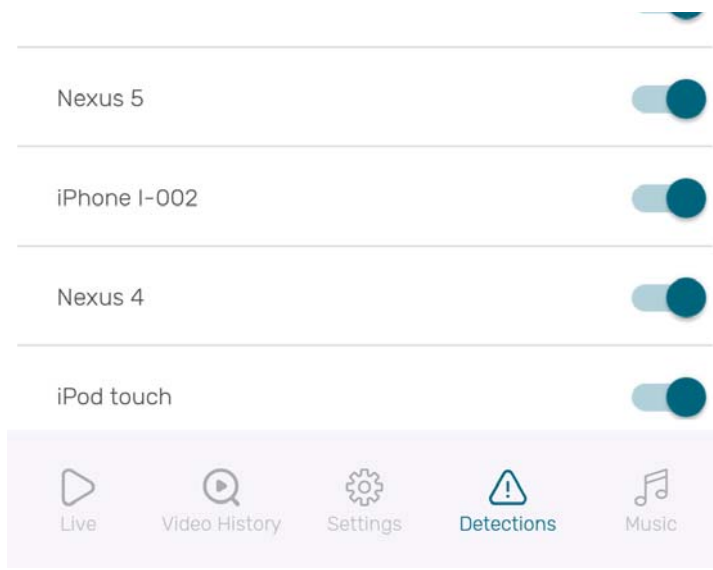 Nexus 5
iPhone I-002
Nexus 4
iPod touch
Live Video History Settings Detections Music